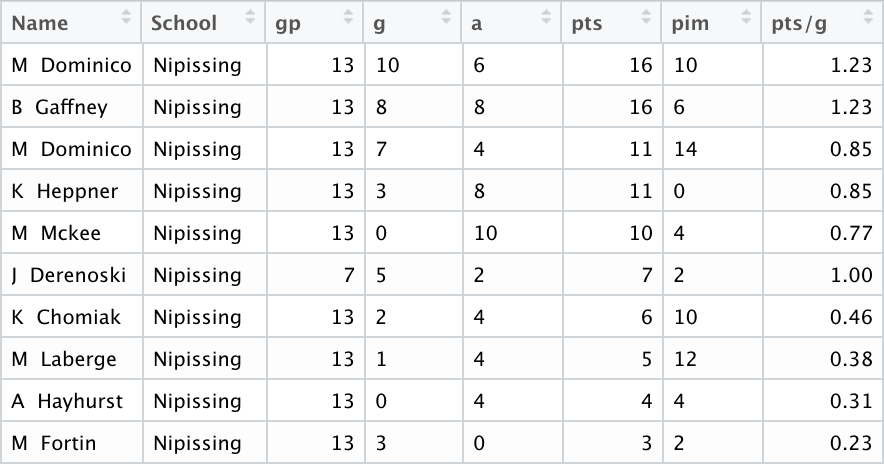 Name School gp g a pts pim pts/g
M Dominico Nipissing 13 10 6 16 10 1.23
B Gaffney Nipissing 13 8 8 16 6 1.23
M Dominico Nipissing 13 7 4 11 14 0.85
K Heppner Nipissing 13 3 8 11 0 0.85
M Mckee Nipissing 13 0 10 10 4 0.77
J Derenoski Nipissing 7 5 2 7 2 1.00
K Chomiak Nipissing 13 2 4 6 10 0.46
M Laberge Nipissing 13 1 4 5 12 0.38
A Hayhurst Nipissing 13 0 4 4 4 0.31
M Fortin Nipissing 13 3 0 3 2 0.23